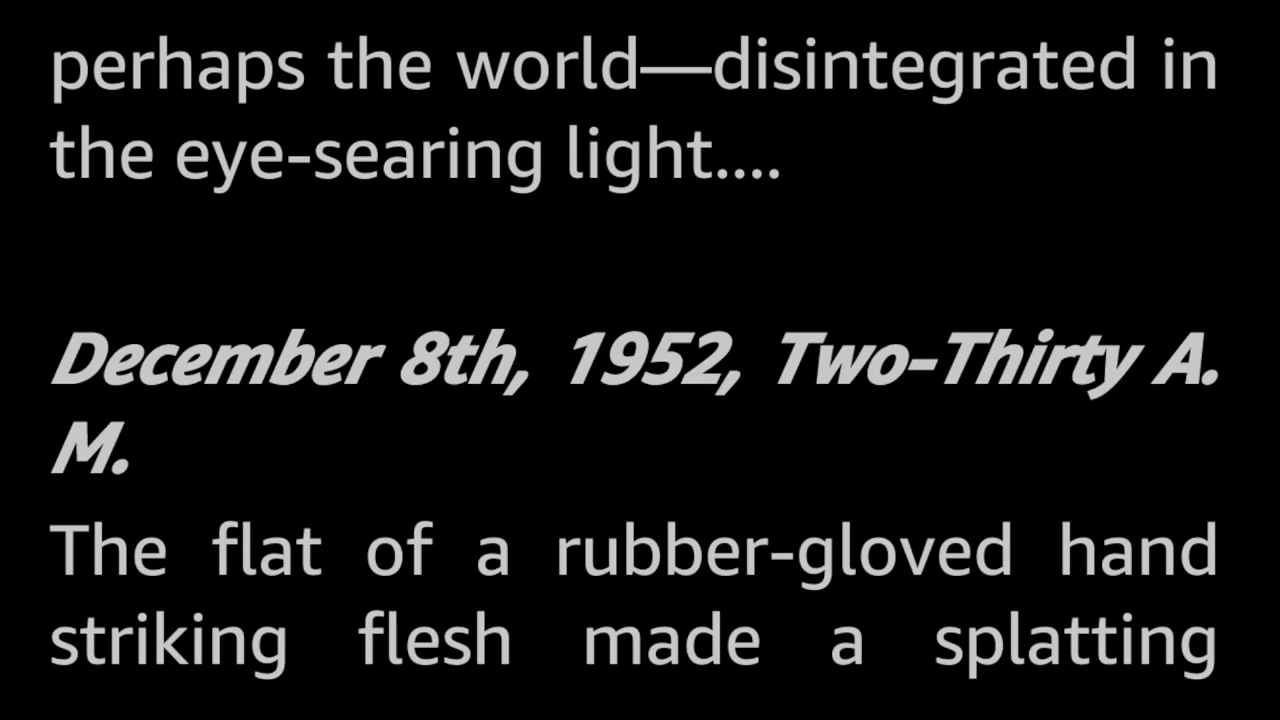 perhaps the world—disintegrated in
the eye-searing light....
December 8th, 1952, Two-Thirty A.
M.
The flat of a rubber-gloved hand
striking flesh made a splatting